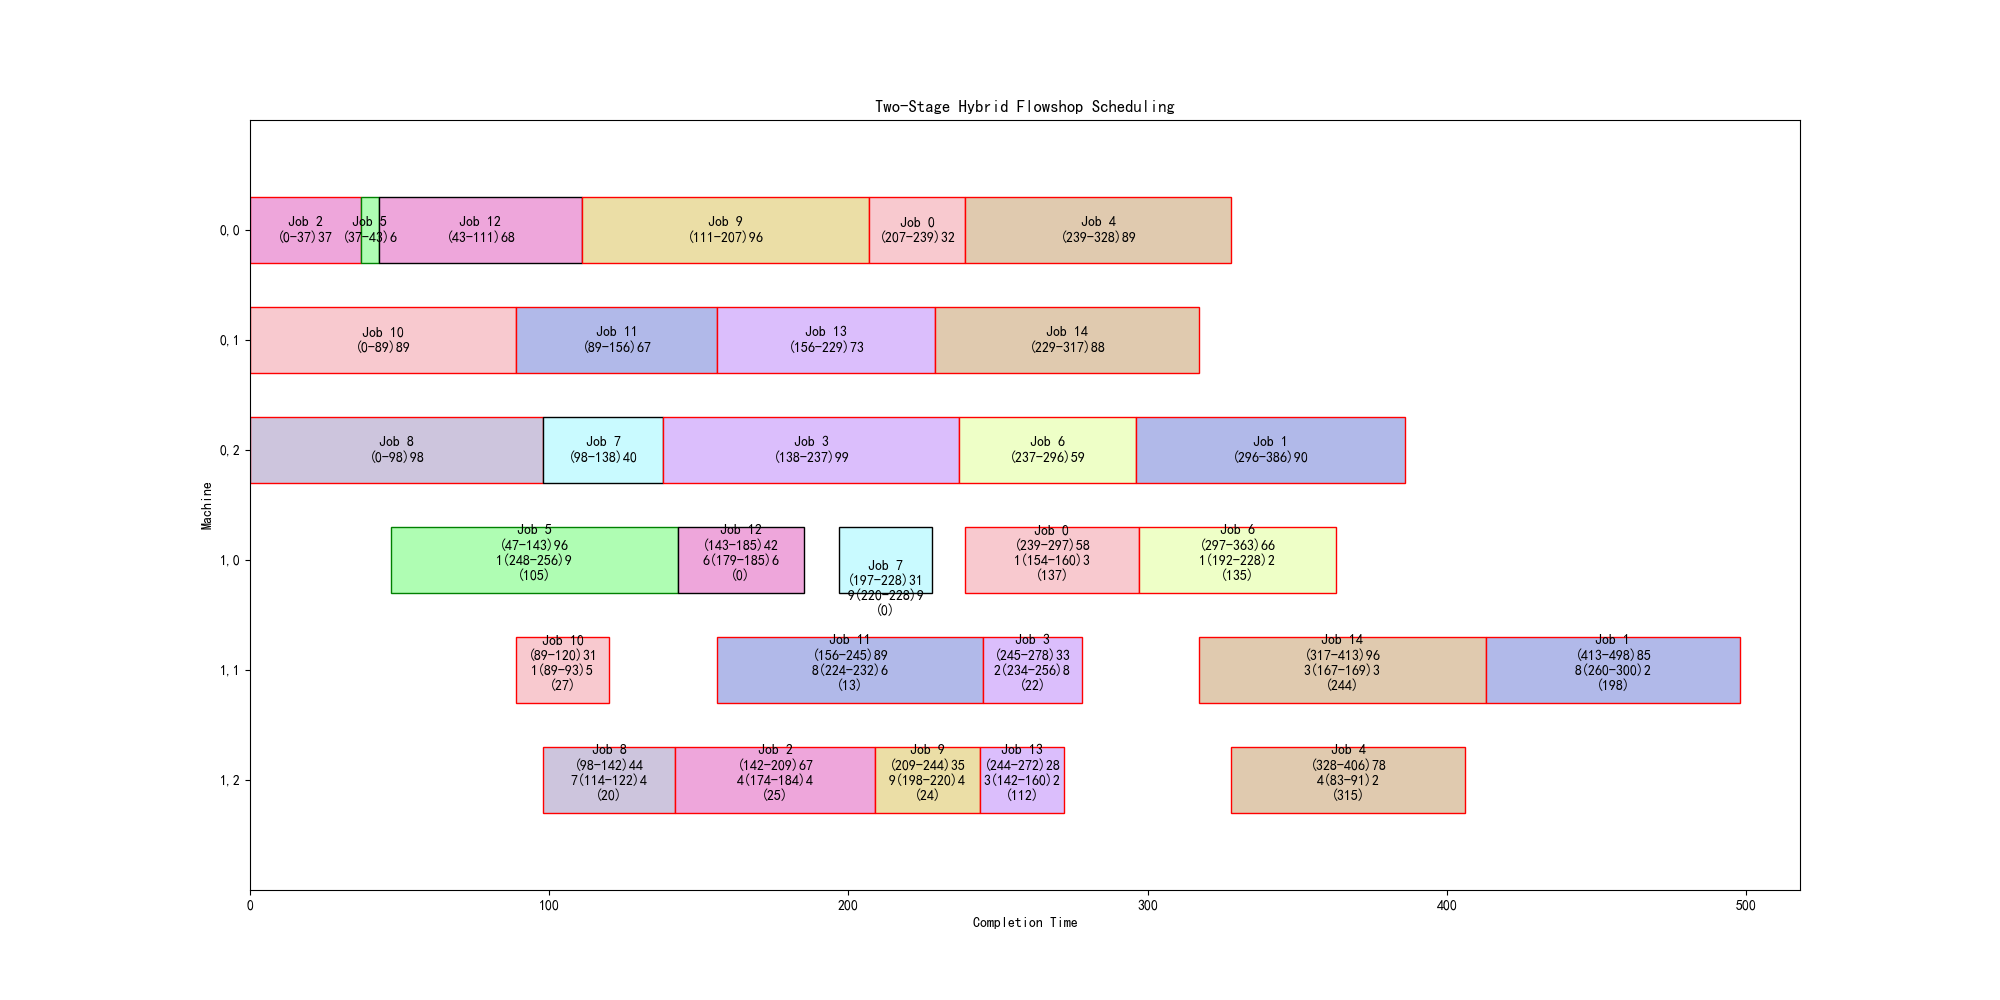 Two-Stage Hybrid Flowshop Scheduling
Machine
0,0
Job 2
(0-37)37
Job 5
(37-43)6
Job 12
(43-111)68
Job 9
(111-207)96
Job 0
(207-239)32
Job 4
(239-328)89
0,1
Job 10
(0-89)89
Job 11
(89-156)67
Job 13
(156-229)73
Job 14
(229-317)88
0,2
Job 8
(0-98)98
Job 7
(98-138)40
Job 3
(138-237)99
Job 6
(237-296)59
Job 1
(296-386)90
1,0
Job 5
(47-143)96
1(248-256)9
(105)
Job 12
(143-185)42
6(179-185)6
(0)
Job 7
(197-228)31
9(220-228)9
(0)
Job 0
(239-297)58
1(154-160)3
(137)
Job 6
(297-363)66
1(192-228)2
(135)
1,1
Job 10
(89-120)31
1(89-93)5
(27)
Job 11
(156-245)89
8(224-232)6
(13)
Job 3
(245-278)33
2(234-256)8
(22)
Job 14
(317-413)96
3(167-169)3
(244)
Job 1
(413-498)85
8(260-300)2
(198)
1,2
Job 8
(98-142)44
7(114-122)4
(20)
Job 2
(142-209)67
4(174-184)4
(25)
Job 9
(209-244)35
9(198-220)4
(24)
Job 13
(244-272)28
3(142-160)2
(112)
Job 4
(328-406)78
4(83-91)2
(315)
0 100 200 300 400 500
Completion Time